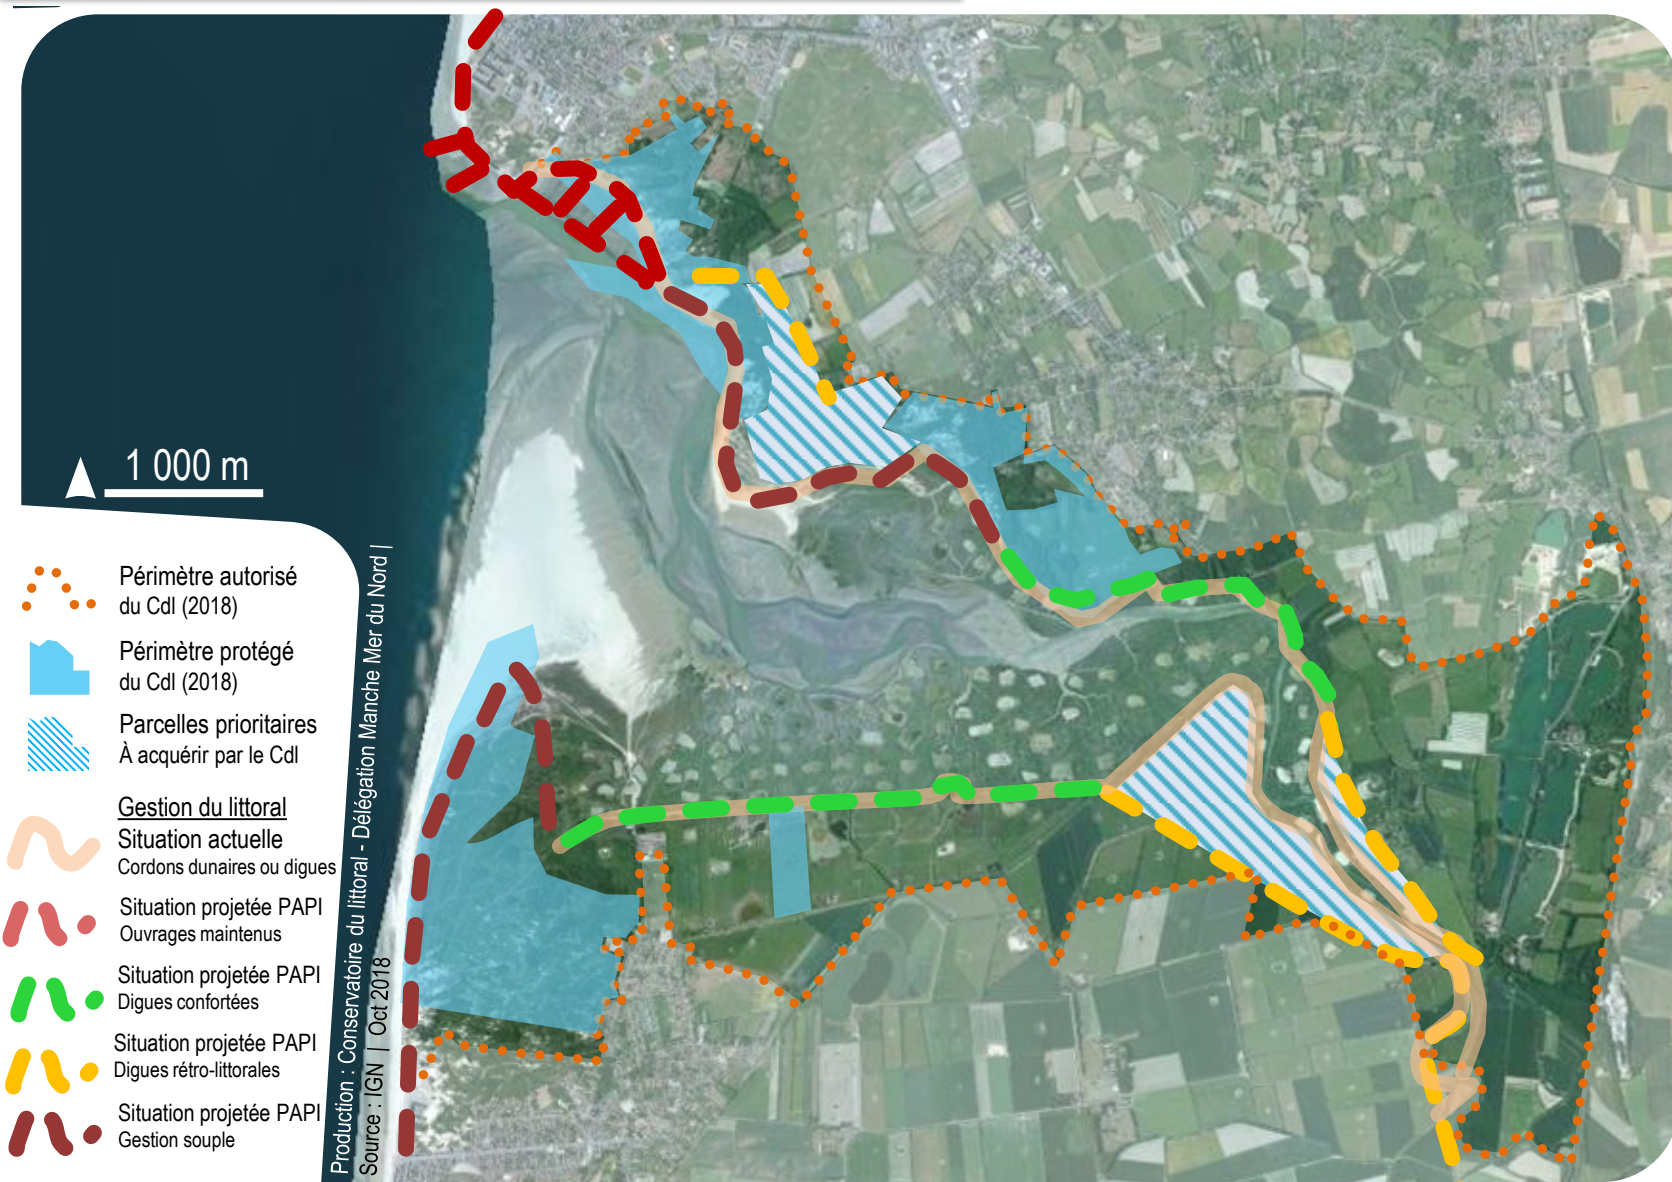 1 000 m
Périmètre autorisé
du Cdl (2018)
Périmètre protégé
du Cdl (2018)
Parcelles prioritaires
À acquérir par le Cdl
Gestion du littoral
Situation actuelle
Cordons dunaires ou digues
Situation projetée PAPI
Ouvrages maintenus
Situation projetée PAPI
Digues confortées
Situation projetée PAPI
Digues rétro-littorales
Situation projetée PAPI
Gestion souple
Production : Conservatoire du littoral - Délégation Manche Mer du Nord |
Source : IGN | Oct 2018